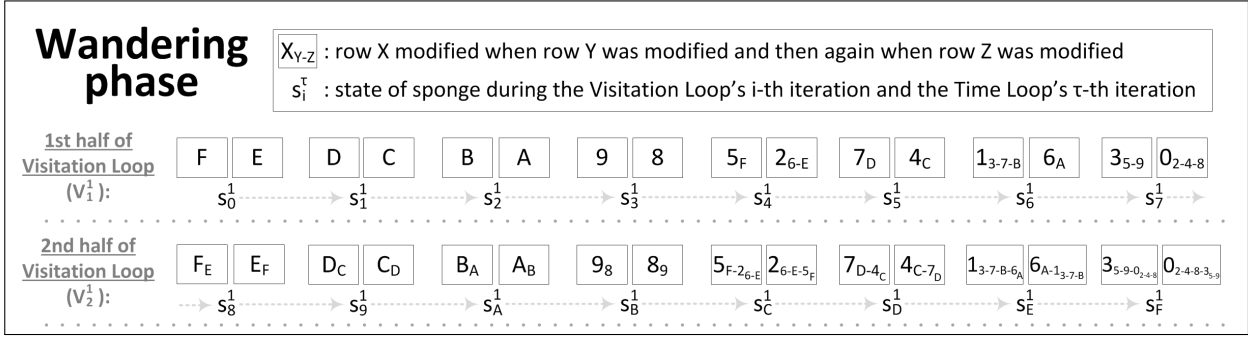 Wandering phase
X_{Y-Z} : row X modified when row Y was modified and then again when row Z was modified
s_i^τ : state of sponge during the Visitation Loop's i-th iteration and the Time Loop's τ-th iteration
1st half of Visitation Loop (V_1^1):
F E D C B A 9 8 5_F 2_{6-E} 7_D 4_C 1_{3-7-B} 6_A 3_{5-9} 0_{2-4-8}
s_0^1 s_1^1 s_2^1 s_3^1 s_4^1 s_5^1 s_6^1 s_7^1
2nd half of Visitation Loop (V_2^1):
F_E E_F D_C C_D B_A A_B 9_8 8_9 5_{F-2_{6-E}} 2_{6-E-5_F} 7_{D-4_C} 4_{C-7_D} 1_{3-7-B-6_A} 6_{A-1_{3-7-B}} 3_{5-9-0_{2-4-8}} 0_{2-4-8-3_{5-9}}
s_8^1 s_9^1 s_A^1 s_B^1 s_C^1 s_D^1 s_E^1 s_F^1